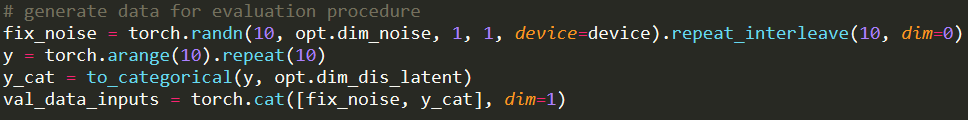 # generate data for evaluation procedure
fix_noise = torch.randn(10, opt.dim_noise, 1, 1, device=device).repeat_interleave(10, dim=0)
y = torch.arange(10).repeat(10)
y_cat = to_categorical(y, opt.dim_dis_latent)
val_data_inputs = torch.cat([fix_noise, y_cat], dim=1)